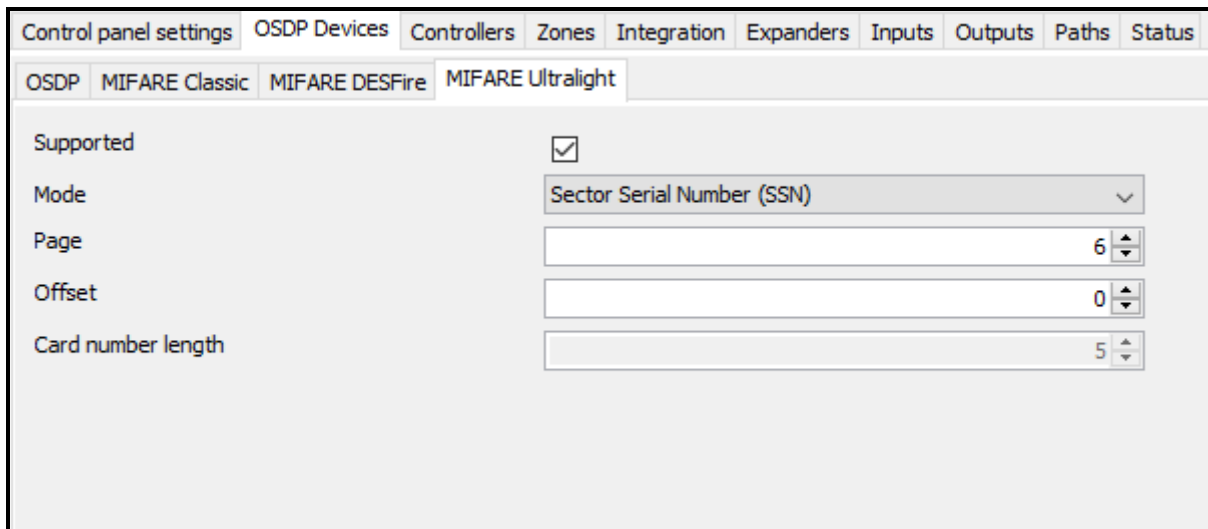 Control panel settings OSDP Devices Controllers Zones Integration Expanders Inputs Outputs Paths Status
OSDP MIFARE Classic MIFARE DESFire MIFARE Ultralight
Supported
Mode Sector Serial Number (SSN)
Page 6
Offset 0
Card number length 5